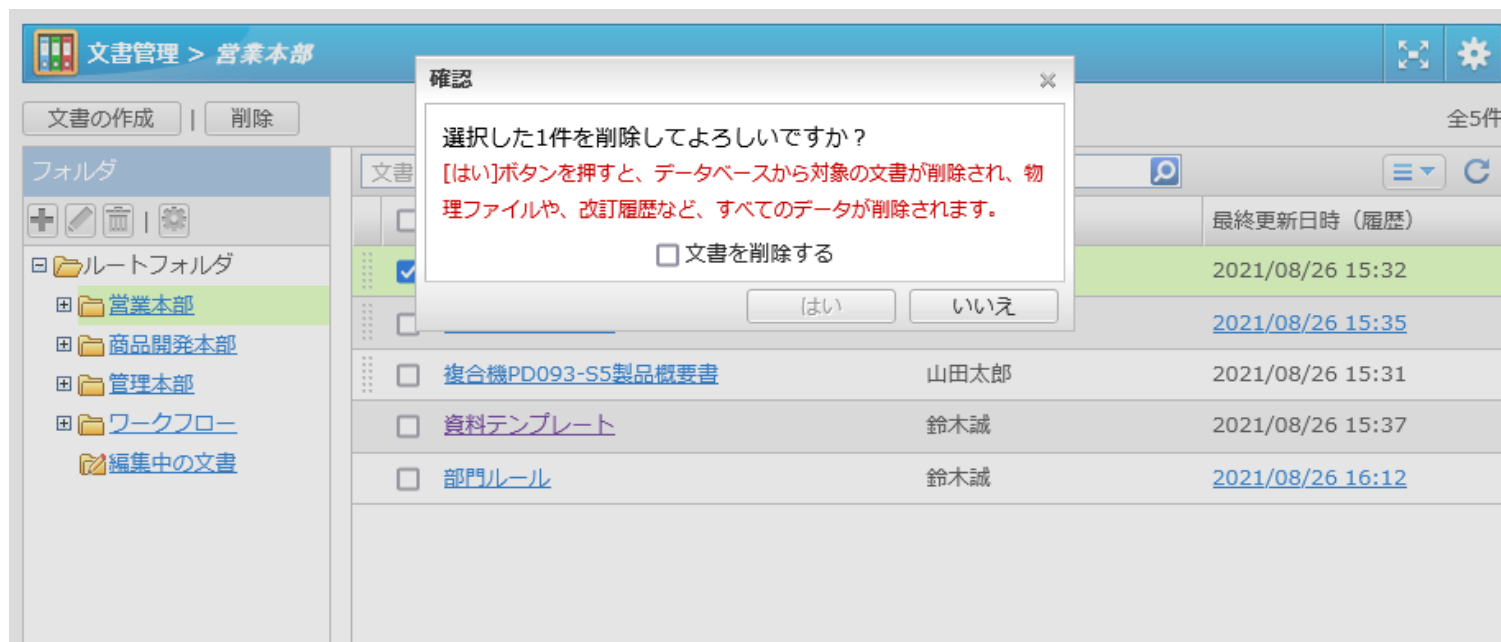 文書管理 > 営業本部
文書の作成 | 削除
全5件
確認
選択した1件を削除してよろしいですか？
[はい]ボタンを押すと、データベースから対象の文書が削除され、物
理ファイルや、改訂履歴など、すべてのデータが削除されます。
文書を削除する
はい
いいえ
フォルダ
ルートフォルダ
営業本部
商品開発本部
管理本部
ワークフロー
編集中の文書
文書
最終更新日時（履歴）
2021/08/26 15:32
2021/08/26 15:35
複合機PD093-S5製品概要書 山田太郎 2021/08/26 15:31
資料テンプレート 鈴木誠 2021/08/26 15:37
部門ルール 鈴木誠 2021/08/26 16:12